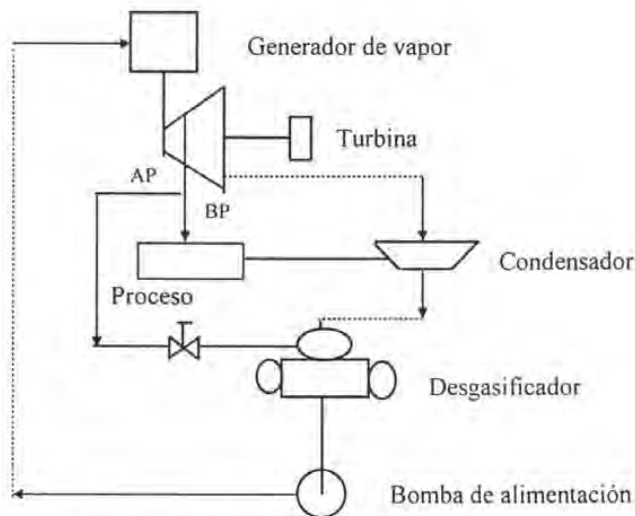 Generador de vapor
Turbina
AP
BP
Condensador
Proceso
Desgasificador
Bomba de alimentación